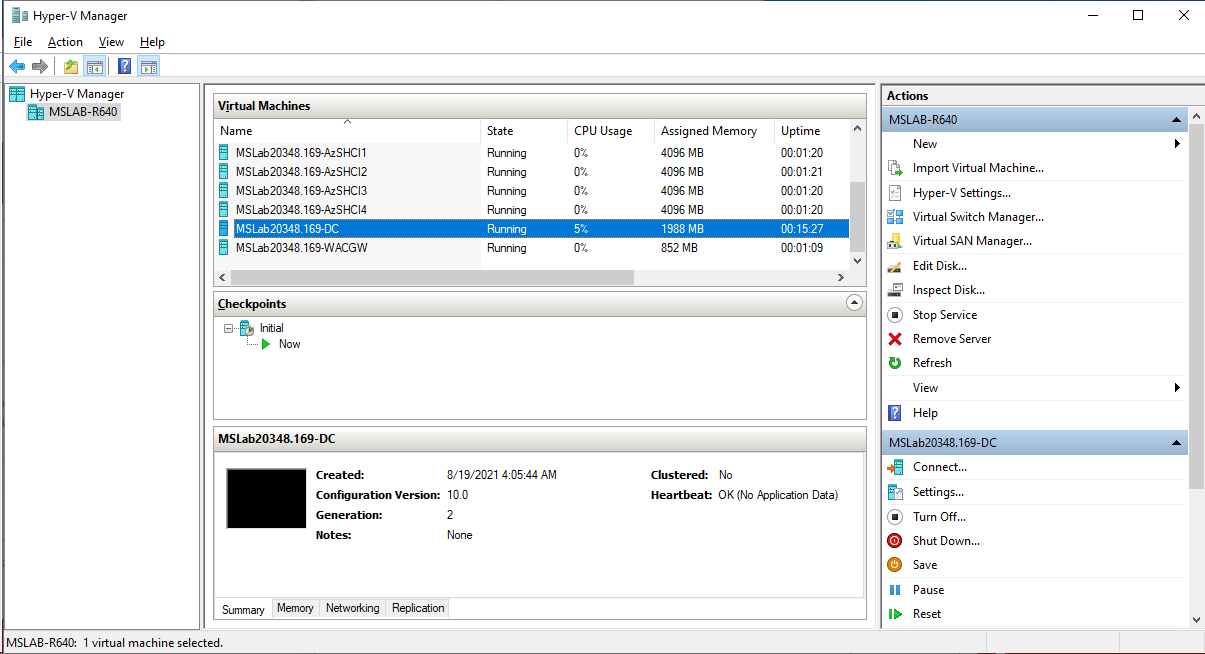 Hyper-V Manager
File Action View Help
Hyper-V Manager
MSLAB-R640
Virtual Machines
Name State CPU Usage Assigned Memory Uptime
MSLab20348.169-AzSHCI1 Running 0% 4096 MB 00:01:20
MSLab20348.169-AzSHCI2 Running 0% 4096 MB 00:01:21
MSLab20348.169-AzSHCI3 Running 0% 4096 MB 00:01:20
MSLab20348.169-AzSHCI4 Running 0% 4096 MB 00:01:20
MSLab20348.169-DC Running 5% 1988 MB 00:15:27
MSLab20348.169-WACGW Running 0% 852 MB 00:01:09
Checkpoints
Initial
Now
MSLab20348.169-DC
Created: 8/19/2021 4:05:44 AM Clustered: No
Configuration Version: 10.0 Heartbeat: OK (No Application Data)
Generation: 2
Notes: None
Summary Memory Networking Replication
Actions
MSLAB-R640
New
Import Virtual Machine...
Hyper-V Settings...
Virtual Switch Manager...
Virtual SAN Manager...
Edit Disk...
Inspect Disk...
Stop Service
Remove Server
Refresh
View
Help
MSLab20348.169-DC
Connect...
Settings...
Turn Off...
Shut Down...
Save
Pause
Reset
MSLAB-R640: 1 virtual machine selected.